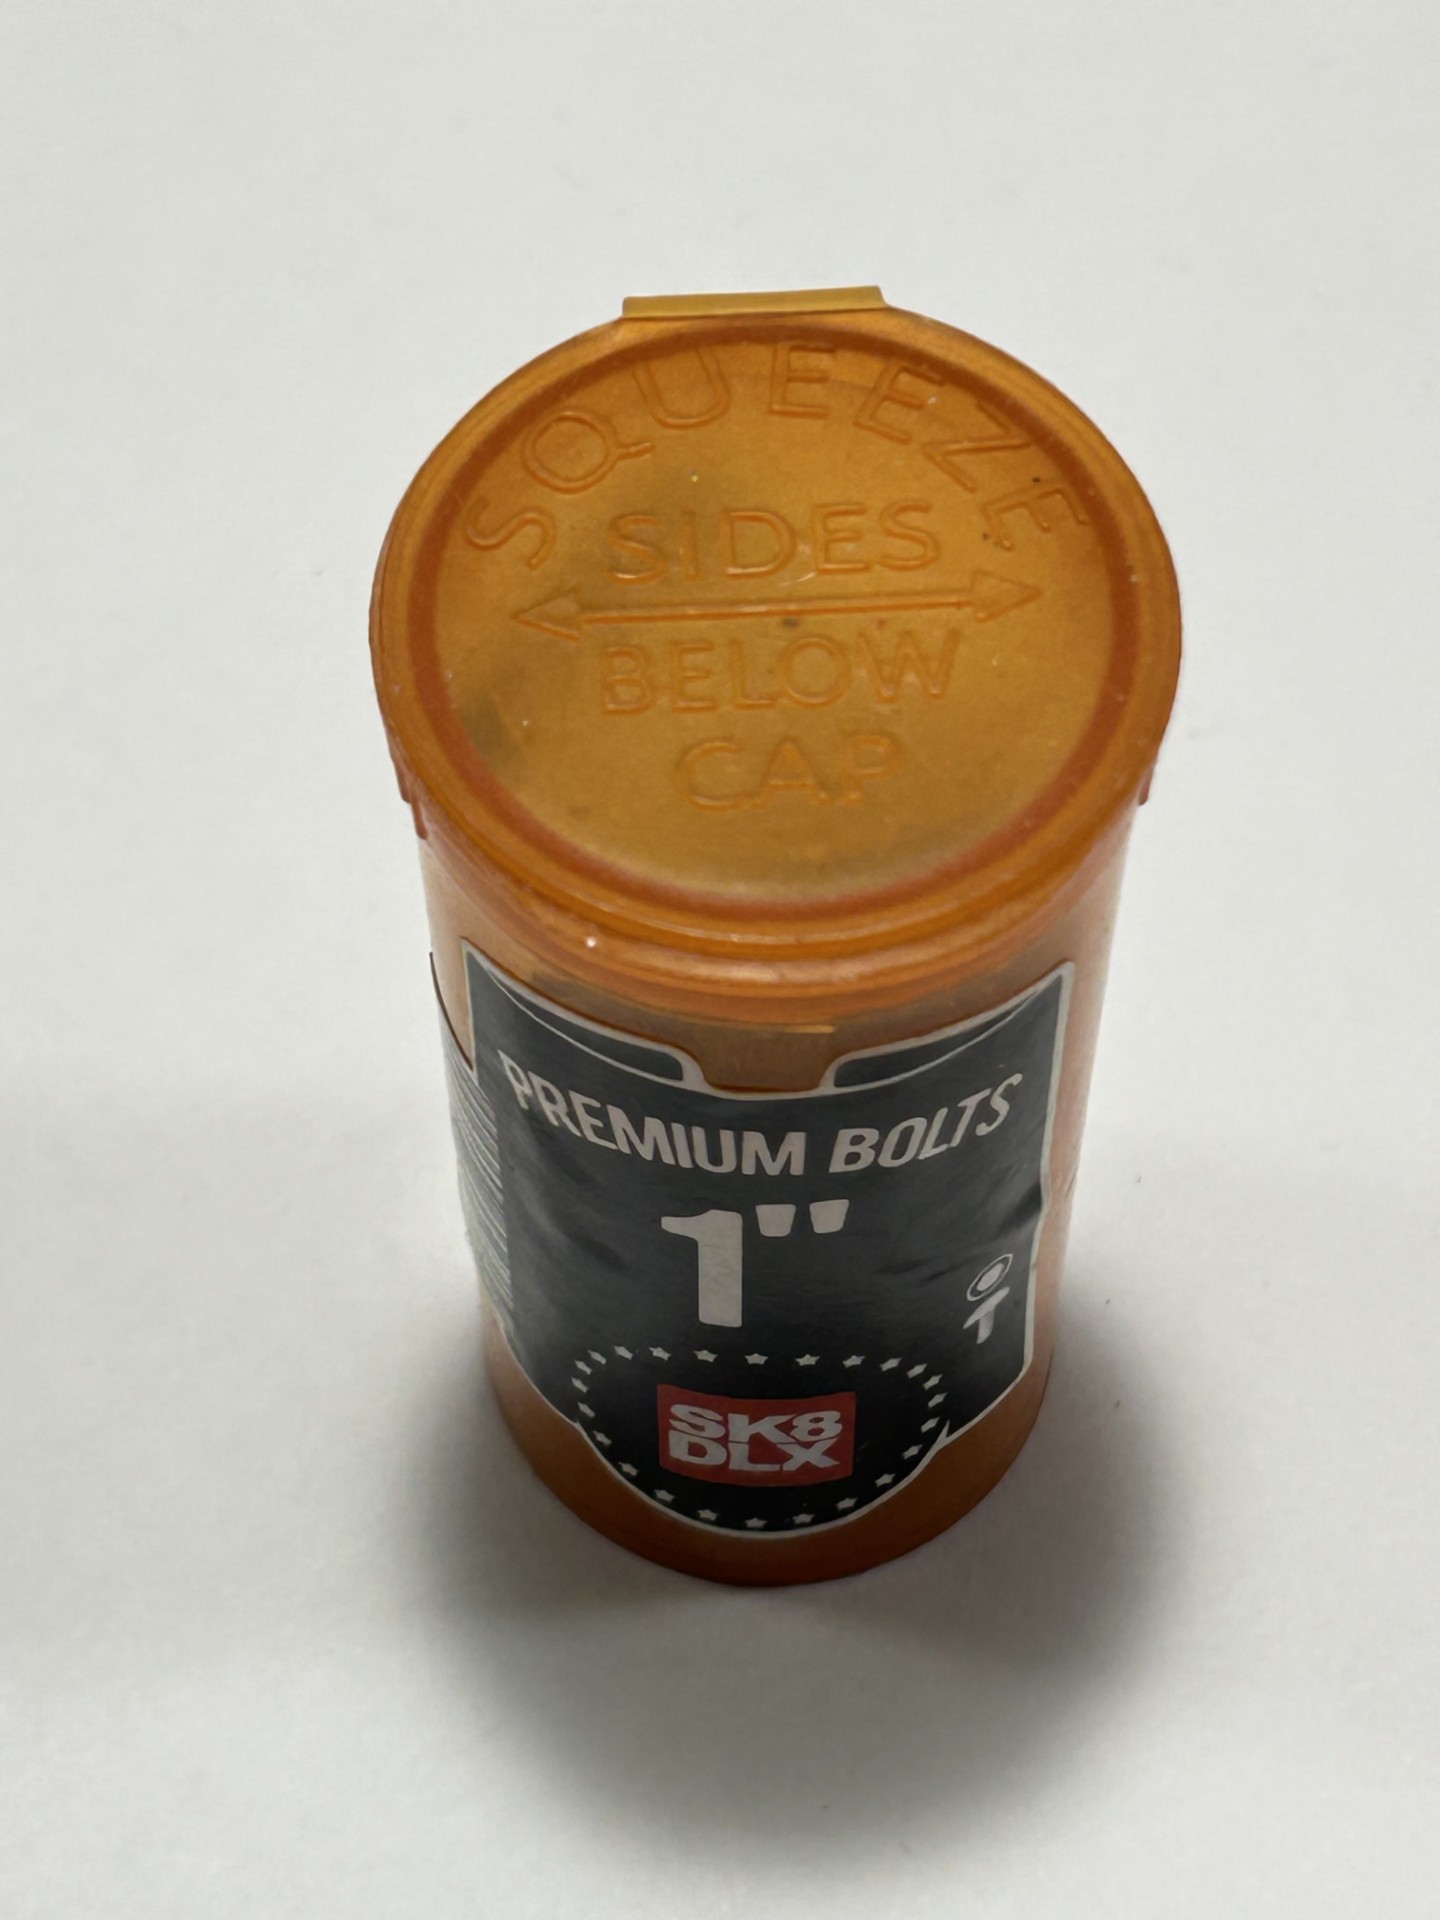 SQUEEZE
SIDES
BELOW
CAP
PREMIUM BOLTS
1"
SK8
DLX